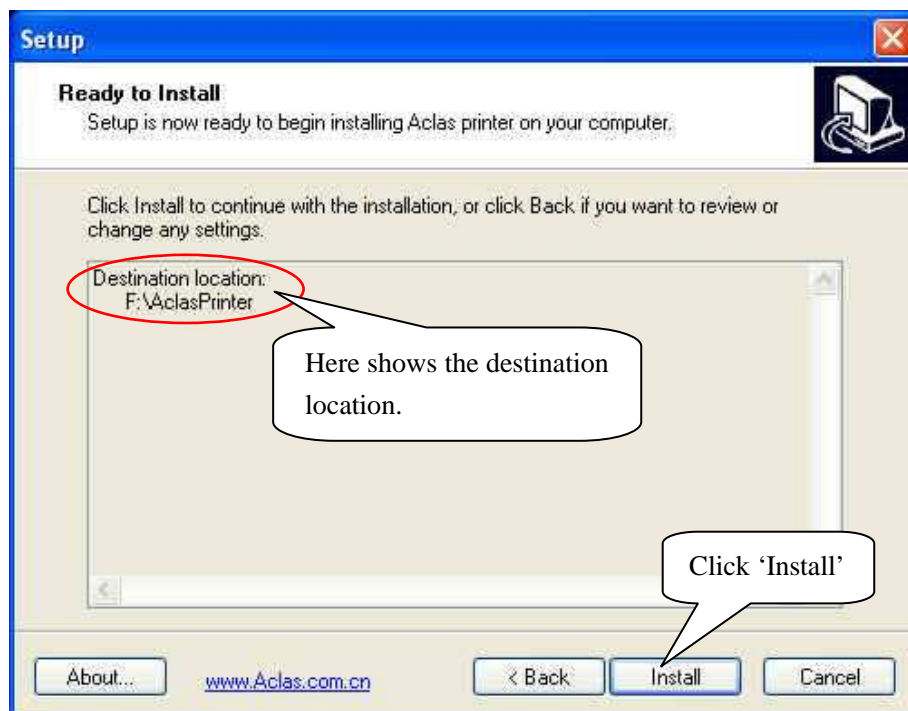 Setup
Ready to Install
Setup is now ready to begin installing Aclas printer on your computer.
Click Install to continue with the installation, or click Back if you want to review or
change any settings.
Destination location:
F:\AclasPrinter
Here shows the destination
location.
Click ‘Install’
About...
www.Aclas.com.cn
< Back
Install
Cancel